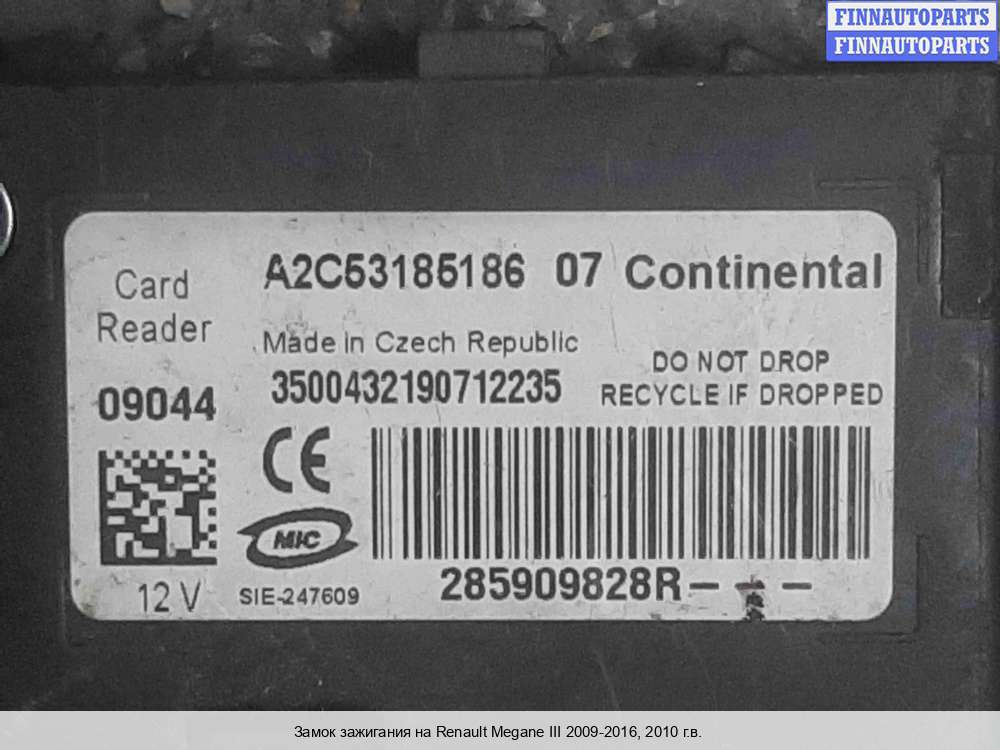 FINNAUTOPARTS
FINNAUTOPARTS
Card
Reader
A2C53185186 07 Continental
Made in Czech Republic
DO NOT DROP
RECYCLE IF DROPPED
3500432190712235
09044
CE
MIC
285909828R---
12 V
SIE-247609
Замок зажигания на Renault Megane III 2009-2016, 2010 г.в.